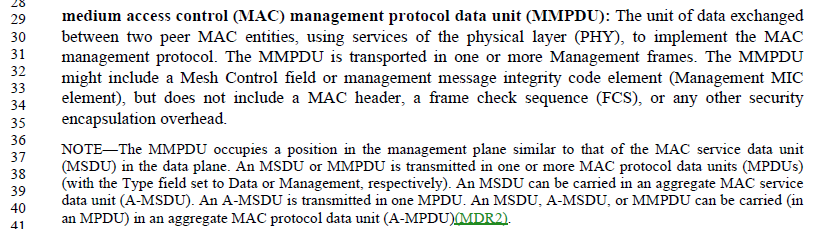 28
29 medium access control (MAC) management protocol data unit (MMPDU): The unit of data exchanged
30 between two peer MAC entities, using services of the physical layer (PHY), to implement the MAC
31 management protocol. The MMPDU is transported in one or more Management frames. The MMPDU
32 might include a Mesh Control field or management message integrity code element (Management MIC
33
34 element), but does not include a MAC header, a frame check sequence (FCS), or any other security
35 encapsulation overhead.
36
37 NOTE—The MMPDU occupies a position in the management plane similar to that of the MAC service data unit
38 (MSDU) in the data plane. An MSDU or MMPDU is transmitted in one or more MAC protocol data units (MPDUs)
39 (with the Type field set to Data or Management, respectively). An MSDU can be carried in an aggregate MAC service
40 data unit (A-MSDU). An A-MSDU is transmitted in one MPDU. An MSDU, A-MSDU, or MMPDU can be carried (in
41 an MPDU) in an aggregate MAC protocol data unit (A-MPDU)(MDR2).